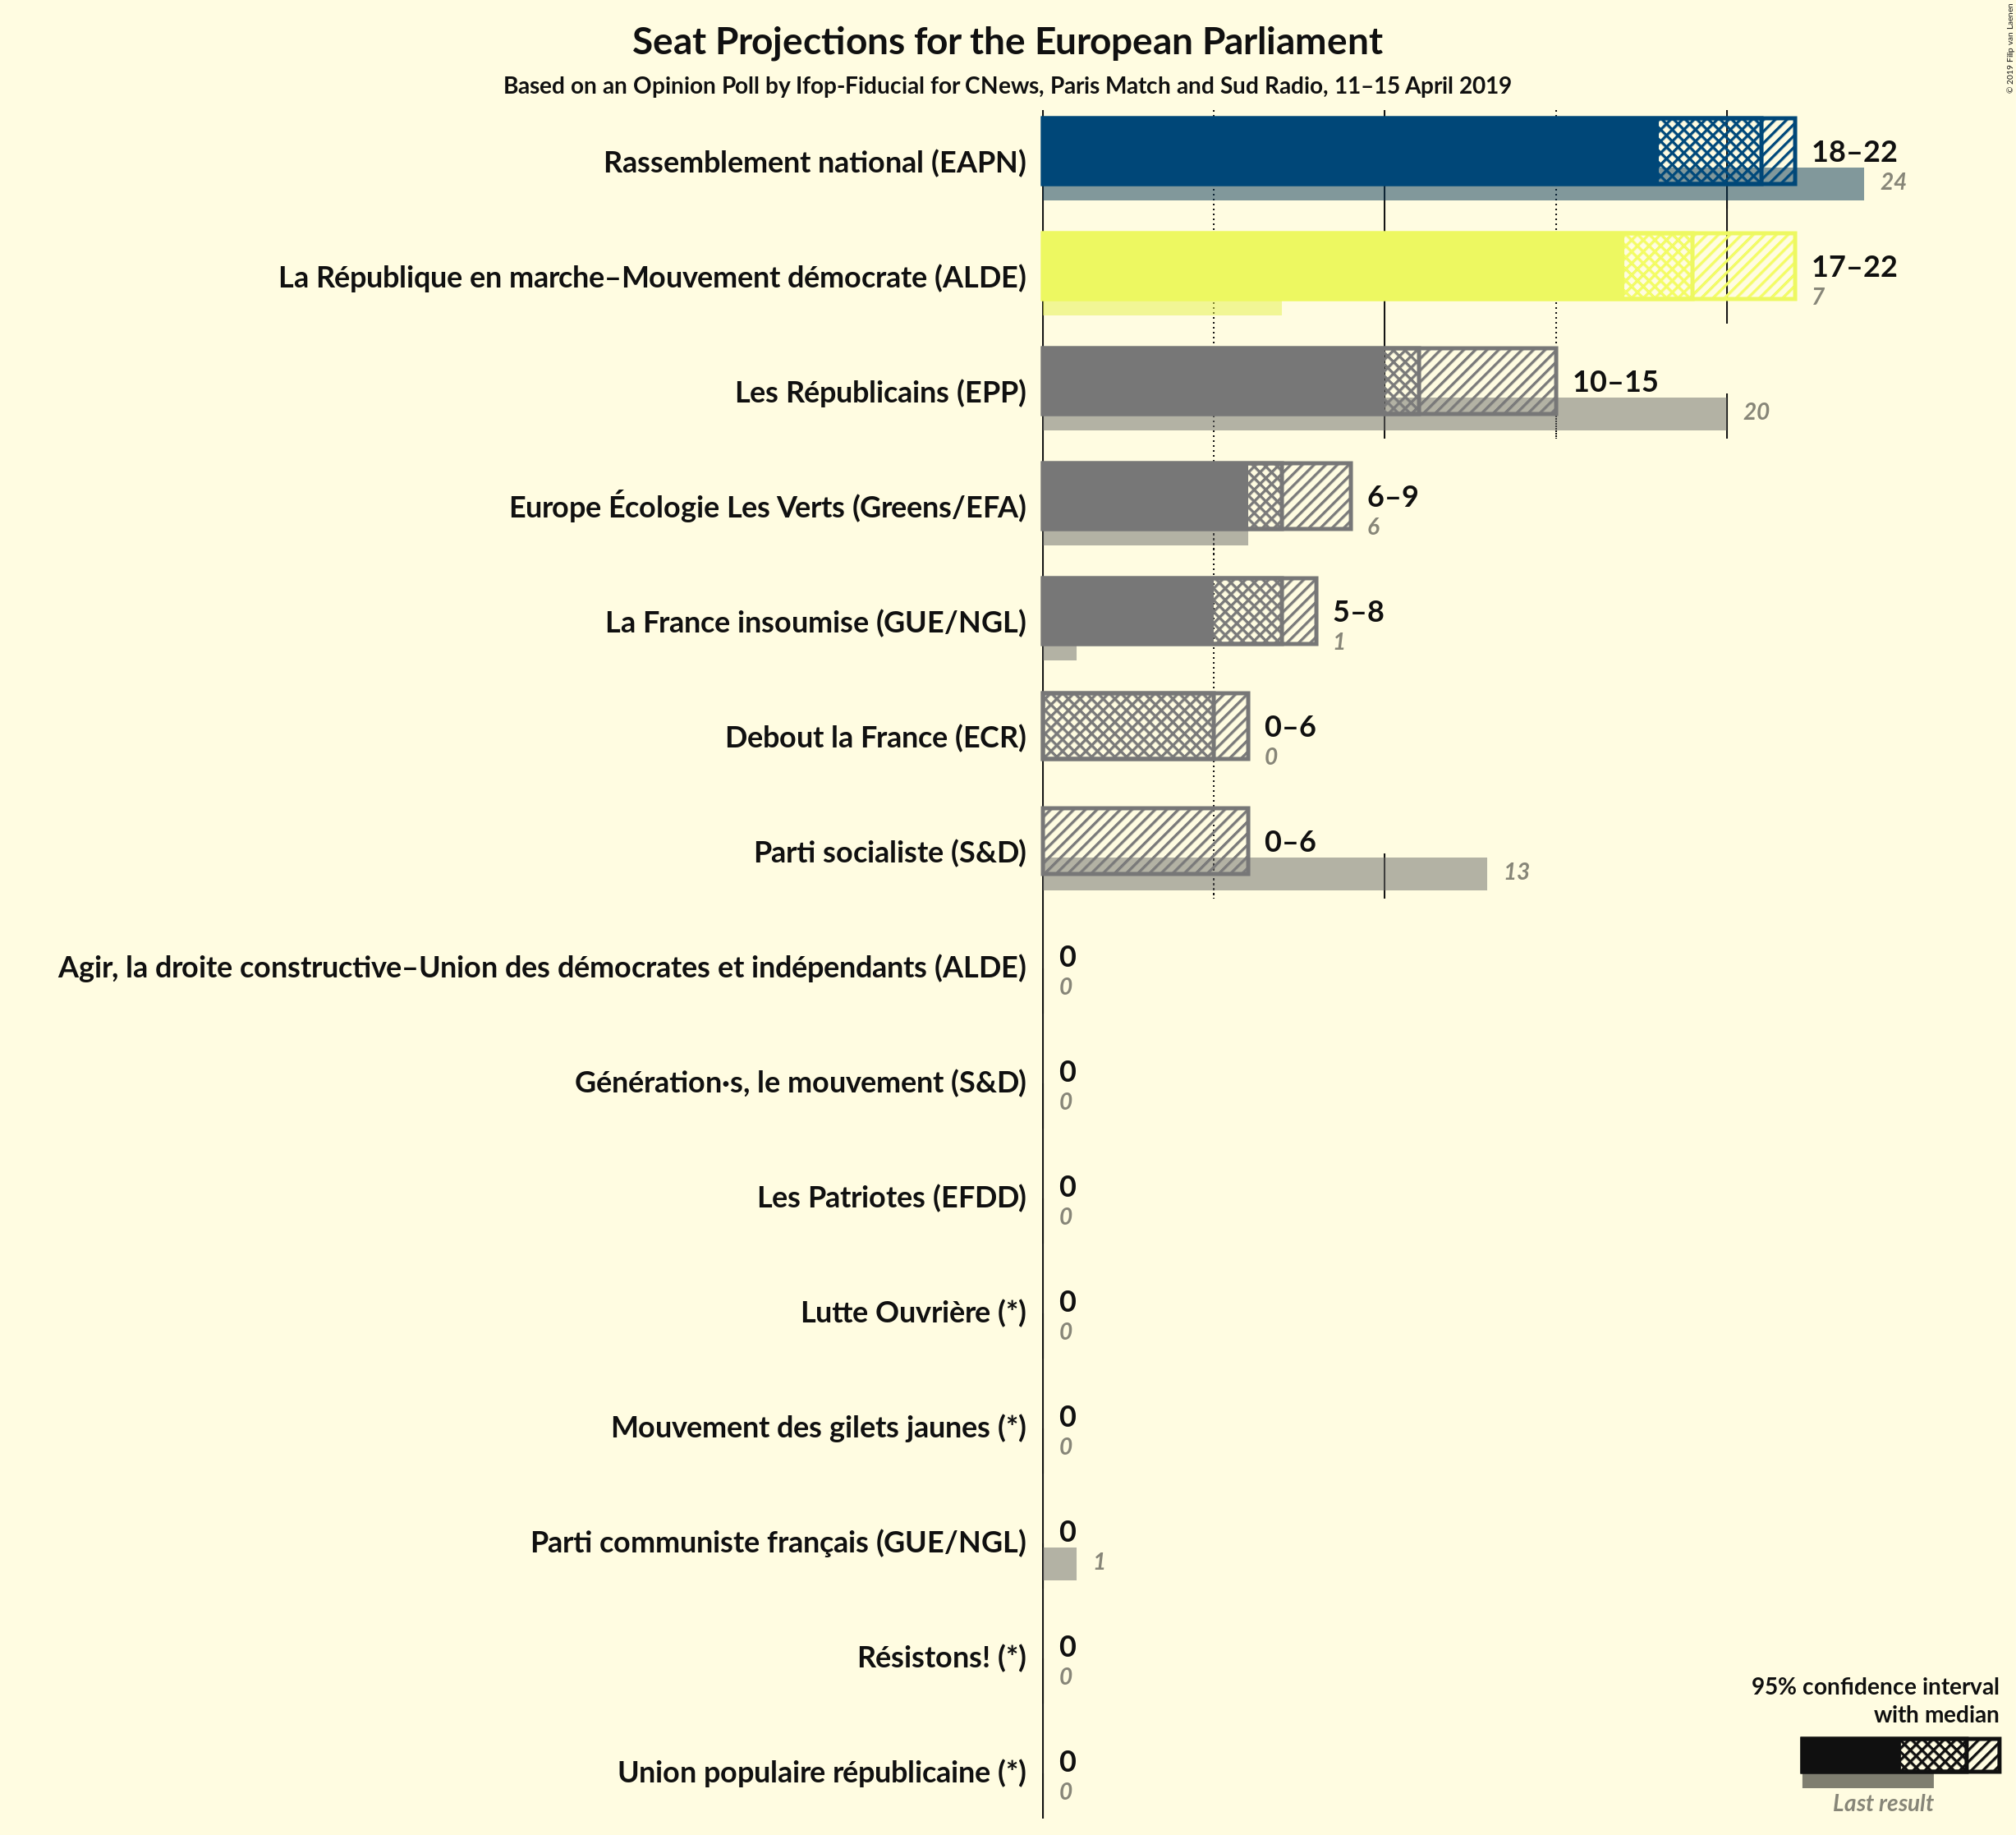 © 2019 Filip van Laenen
Seat Projections for the European Parliament
Based on an Opinion Poll by Ifop-Fiducial for CNews, Paris Match and Sud Radio, 11–15 April 2019
Rassemblement national (EAPN)
18–22
24
La République en marche–Mouvement démocrate (ALDE)
17–22
7
Les Républicains (EPP)
10–15
20
Europe Écologie Les Verts (Greens/EFA)
6–9
6
La France insoumise (GUE/NGL)
5–8
1
Debout la France (ECR)
0–6
0
Parti socialiste (S&D)
0–6
13
Agir, la droite constructive–Union des démocrates et indépendants (ALDE)
0
0
Génération·s, le mouvement (S&D)
0
0
Les Patriotes (EFDD)
0
0
Lutte Ouvrière (*)
0
0
Mouvement des gilets jaunes (*)
0
0
Parti communiste français (GUE/NGL)
0
1
Résistons! (*)
0
0
Union populaire républicaine (*)
0
0
95% confidence interval
with median
Last result